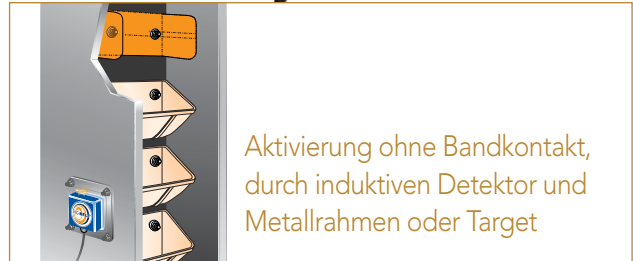 Aktivierung ohne Bandkontakt,
durch induktiven Detektor und
Metallrahmen oder Target